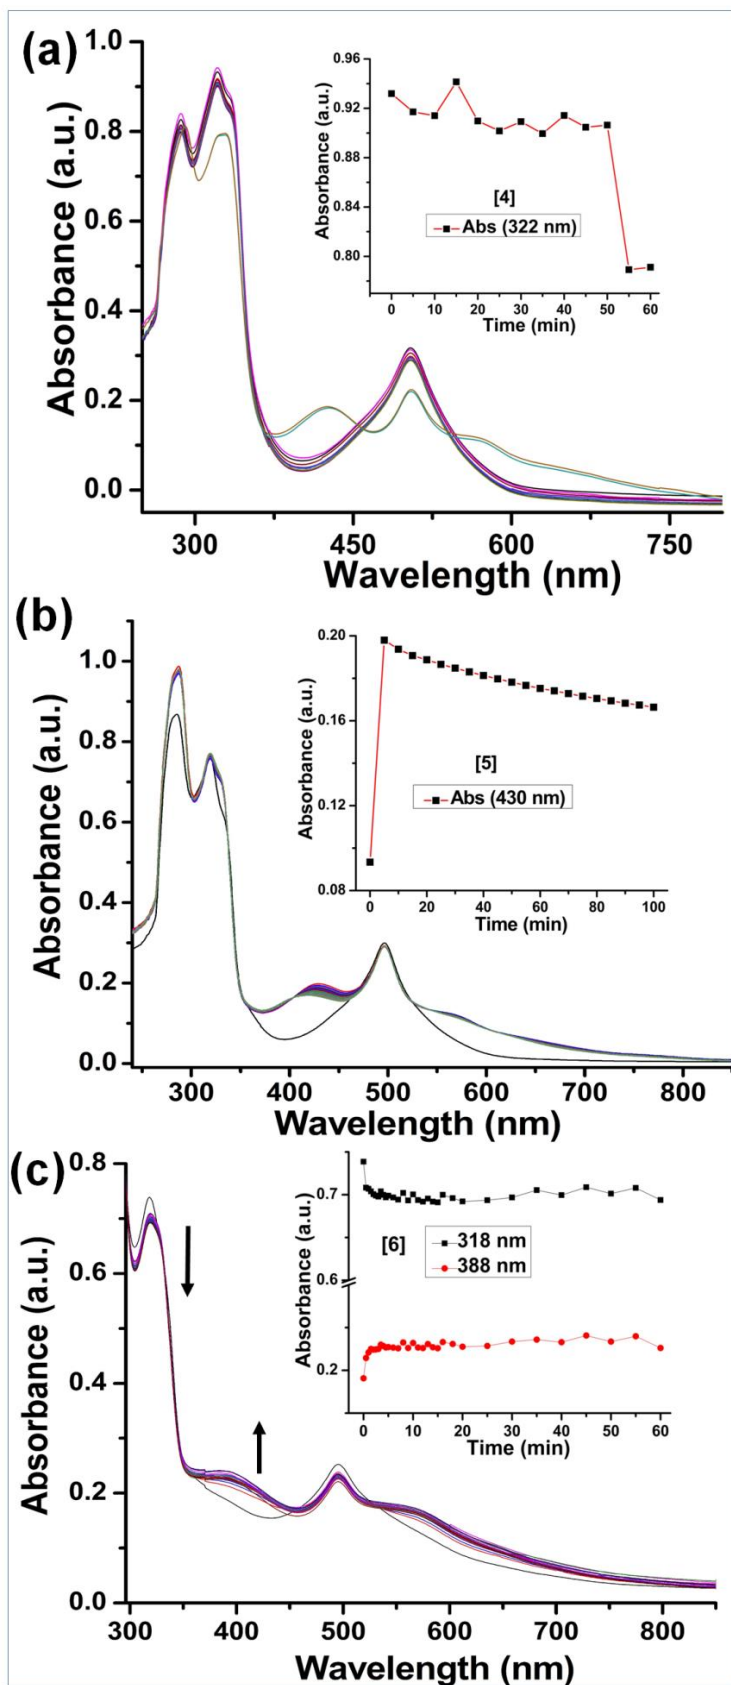 (a)
1.0
0.8
0.6
0.4
0.2
0.0
Absorbance (a.u.)
300 450 600 750
Wavelength (nm)
0.96
0.92
0.88
0.84
0.80
Absorbance (a.u.)
[4]
Abs (322 nm)
0 10 20 30 40 50 60
Time (min)
(b)
1.0
0.8
0.6
0.4
0.2
0.0
Absorbance (a.u.)
300 400 500 600 700 800
Wavelength (nm)
0.20
0.16
0.12
0.08
Absorbance (a.u.)
[5]
Abs (430 nm)
0 20 40 60 80 100
Time (min)
(c)
0.8
0.6
0.4
0.2
0.0
Absorbance (a.u.)
300 400 500 600 700 800
Wavelength (nm)
0.7
0.6
0.2
Absorbance (a.u.)
[6]
318 nm
388 nm
0 10 20 30 40 50 60
Time (min)